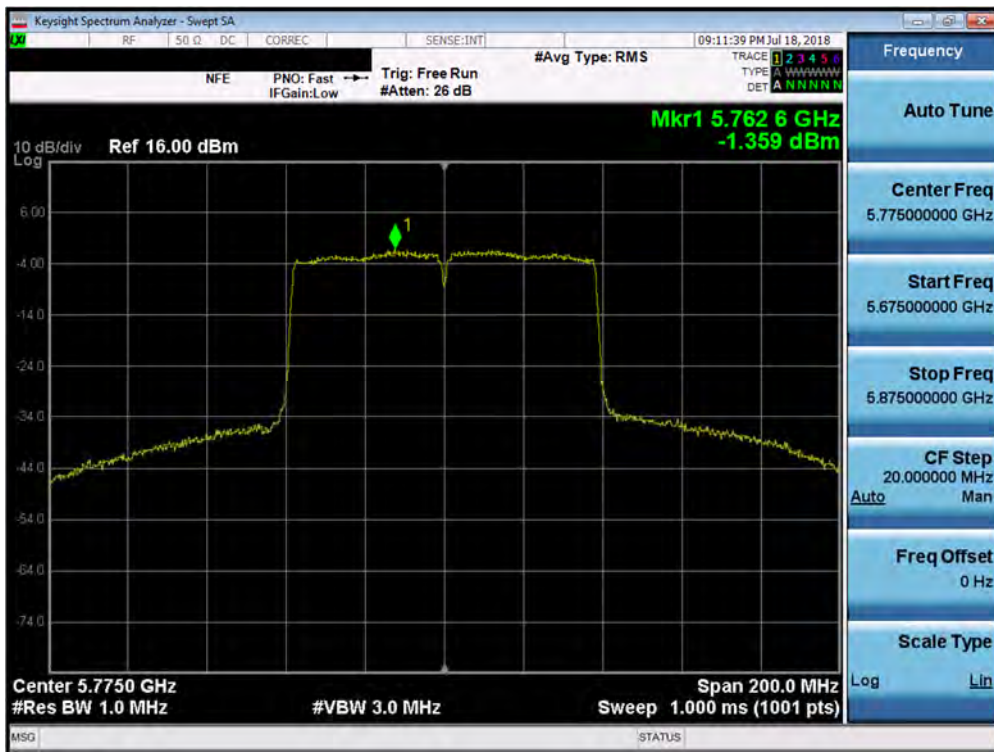 Keysight Spectrum Analyzer - Swept SA
LXI RF 50 Ω DC CORREC SENSE:INT 09:11:39 PM Jul 18, 2018
NFE PNO: Fast Trig: Free Run #Avg Type: RMS TRACE 1 2 3 4 5 6
IFGain:Low #Atten: 26 dB TYPE A WWWWW
DET A N N N N N
Mkr1 5.762 6 GHz
-1.359 dBm
10 dB/div Ref 16.00 dBm
Log
1
6.00
-4.00
-14.0
-24.0
-34.0
-44.0
-54.0
-64.0
-74.0
Center 5.7750 GHz Span 200.0 MHz
#Res BW 1.0 MHz #VBW 3.0 MHz Sweep 1.000 ms (1001 pts)
MSG STATUS
Frequency
Auto Tune
Center Freq
5.775000000 GHz
Start Freq
5.675000000 GHz
Stop Freq
5.875000000 GHz
CF Step
20.000000 MHz
Auto Man
Freq Offset
0 Hz
Scale Type
Log Lin